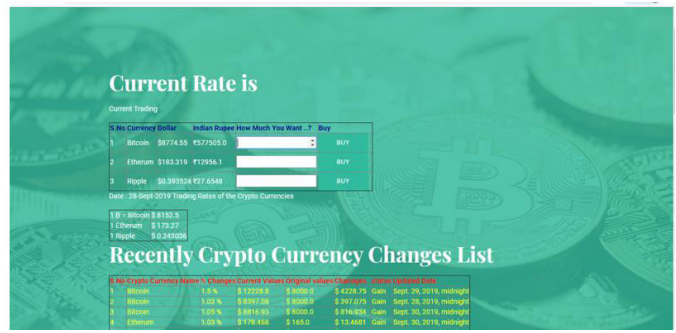 Current Rate is
Current Trading
S.No Currency Dollar Indian Rupee How Much You Want ..? Buy
1 Bitcoin $8774.55 ₹577505.0 BUY
2 Etherum $183.319 ₹12956.1 BUY
3 Ripple $0.393524 ₹27.6548 BUY
Date : 28-Sept-2019 Trading Rates of the Crypto Currencies
1 B = Bitcoin $ 8152.5
1 Etherum $ 173.27
1 Ripple $ 0.243036
Recently Crypto Currency Changes List
S.No Crypto Currency Name % Changes Current Values Original values Changes Status Updated Date
1 Bitcoin 1.5 % $ 12228.8 $ 8000.0 $ 4228.75 Gain Sept. 29, 2019, midnight
2 Bitcoin 1.03 % $ 8397.08 $ 8000.0 $ 397.075 Gain Sept. 28, 2019, midnight
3 Bitcoin $ 8816.93 $ 8000.0 $ 816.934 Gain Sept. 30, 2019, midnight
4 Etherum 1.03 % $ 178.468 $ 165.0 $ 13.4681 Gain Sept. 30, 2019, midnight